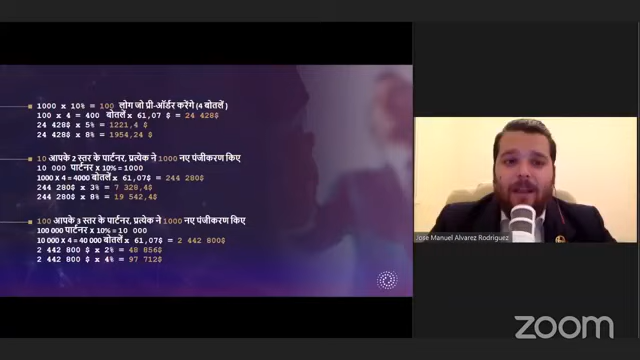 1000 x 10% = 100 लोग जो प्री-ऑर्डर करेंगे (4 बोतलें )
100 x 4 = 400 बोतलें x 61,07 $ = 24 428$
24 428$ x 5% = 1221,4 $
24 428$ x 8% = 1954,24 $
10 आपके 2 स्तर के पार्टनर, प्रत्येक ने 1000 नए पंजीकरण किए
10 000 पार्टनर x 10% = 1000
1000 x 4 = 4000 बोतलें x 61,07$ = 244 280$
244 280$ x 3% = 7 328,4$
244 280$ x 8% = 19 542,4$
100 आपके 3 स्तर के पार्टनर, प्रत्येक ने 1000 नए पंजीकरण किए
100 000 पार्टनर x 10% = 10 000
10 000 x 4 = 40 000 बोतलें x 61,07$ = 2 442 800$
2 442 800 $ x 2% = 48 856$
2 442 800 $ x 4% = 97 712$
Jose Manuel Alvarez Rodriguez
zoom